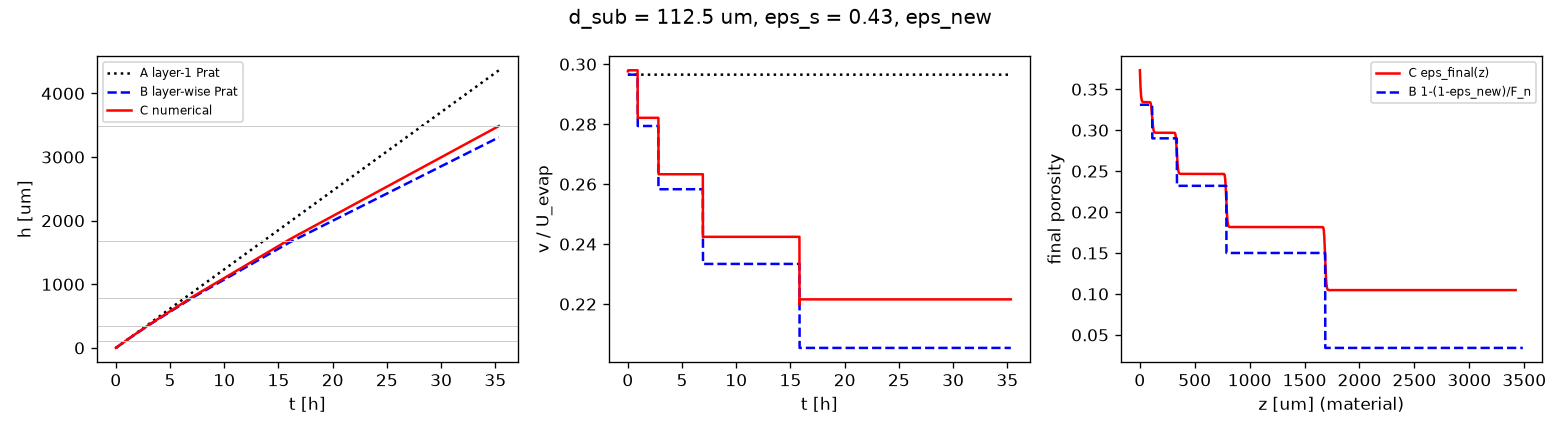 d_sub = 112.5 um, eps_s = 0.43, eps_new
h [um]
4000
3000
2000
1000
0
A layer-1 Prat
B layer-wise Prat
C numerical
0 5 10 15 20 25 30 35
t [h]
v / U_evap
0.30
0.28
0.26
0.24
0.22
0 5 10 15 20 25 30 35
t [h]
final porosity
0.35
0.30
0.25
0.20
0.15
0.10
0.05
C eps_final(z)
B 1-(1-eps_new)/F_n
0 500 1000 1500 2000 2500 3000 3500
z [um] (material)